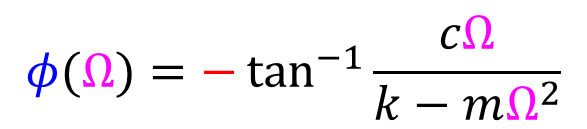 ϕ(Ω) = − tan⁻¹ cΩ / (k − mΩ²)